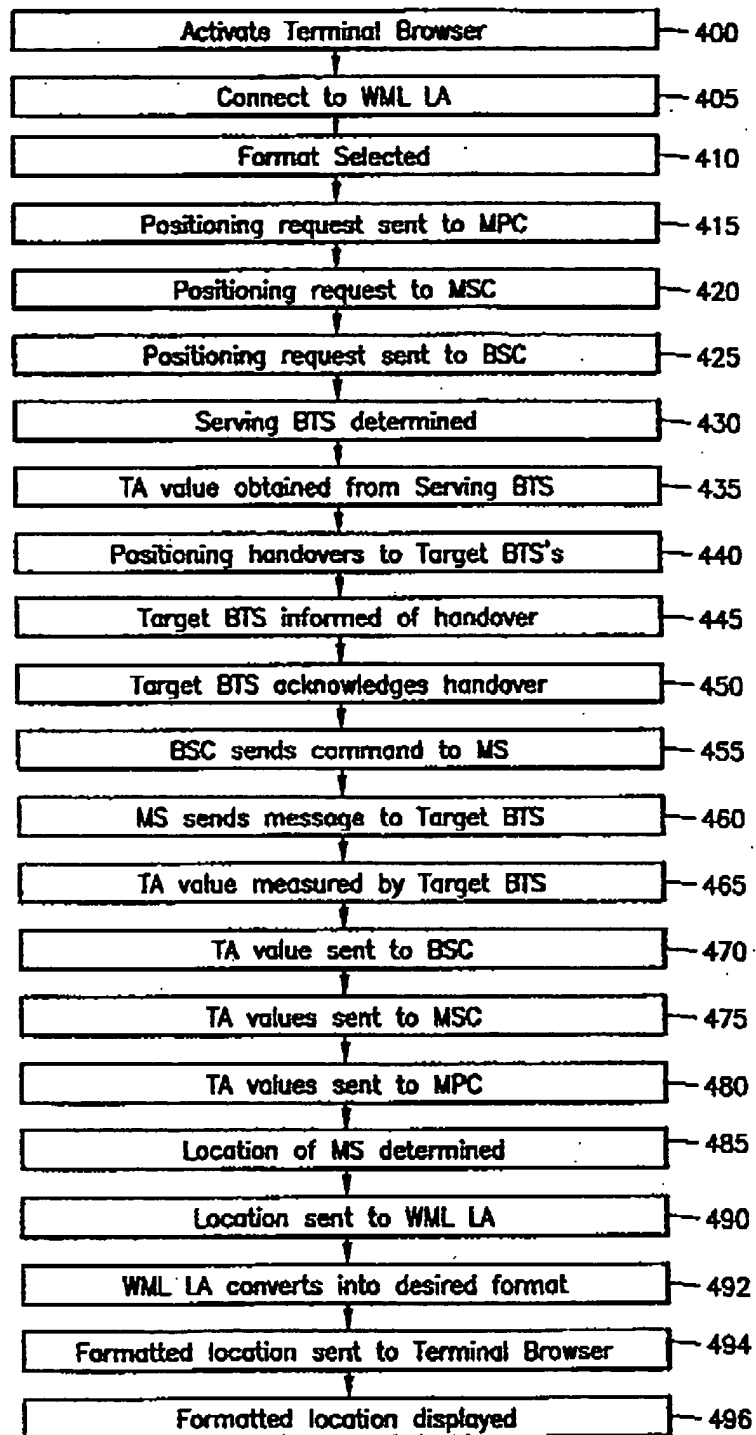 Activate Terminal Browser 400
Connect to WML LA 405
Format Selected 410
Positioning request sent to MPC 415
Positioning request to MSC 420
Positioning request sent to BSC 425
Serving BTS determined 430
TA value obtained from Serving BTS 435
Positioning handovers to Target BTS's 440
Target BTS informed of handover 445
Target BTS acknowledges handover 450
BSC sends command to MS 455
MS sends message to Target BTS 460
TA value measured by Target BTS 465
TA value sent to BSC 470
TA values sent to MSC 475
TA values sent to MPC 480
Location of MS determined 485
Location sent to WML LA 490
WML LA converts into desired format 492
Formatted location sent to Terminal Browser 494
Formatted location displayed 496